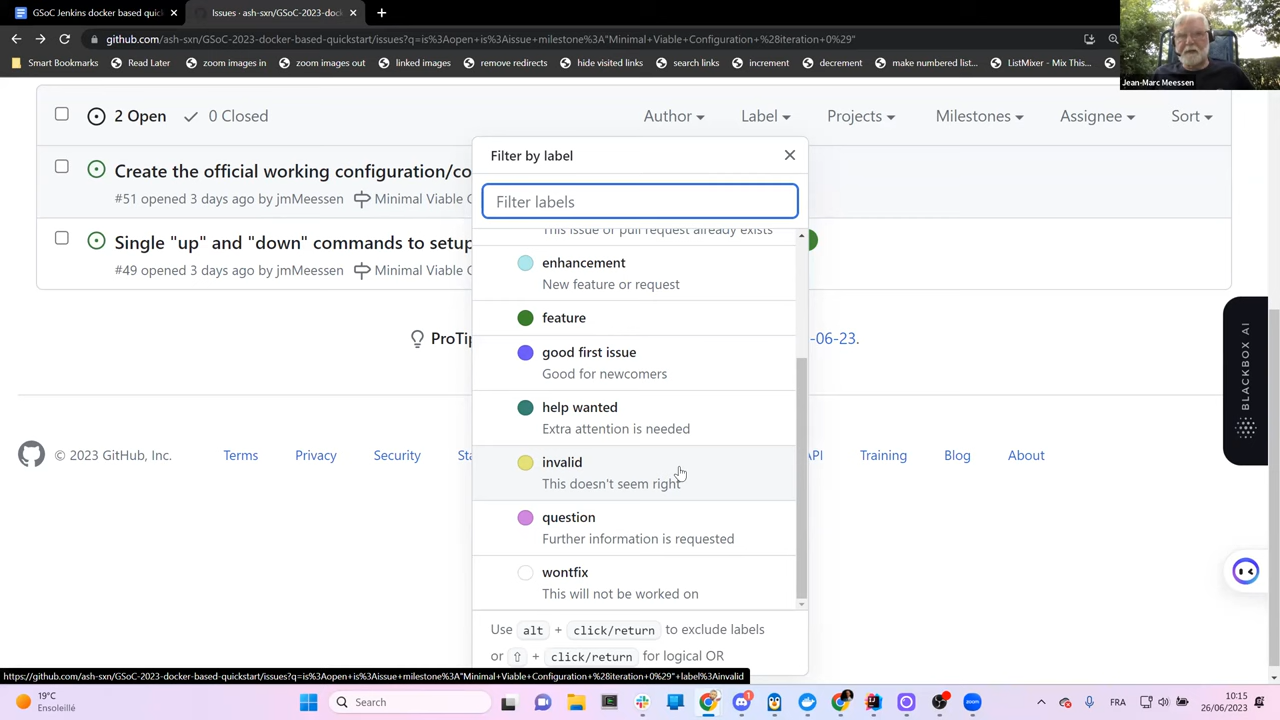 GSoC Jenkins docker based quick
Issues · ash-sxn/GSoC-2023-dock
github.com/ash-sxn/GSoC-2023-docker-based-quickstart/issues?q=is%3Aopen+is%3Aissue+milestone%3A"Minimal+Viable+Configuration+%28iteration+0%29"
Smart Bookmarks
Read Later
zoom images in
zoom images out
linked images
remove redirects
hide visited links
search links
increment
decrement
make numbered list...
ListMixer - Mix This...
Jean-Marc Meessen
2 Open
0 Closed
Author
Label
Projects
Milestones
Assignee
Sort
Create the official working configuration/co
#51 opened 3 days ago by jmMeessen
Minimal Viable C
Single "up" and "down" commands to setup
#49 opened 3 days ago by jmMeessen
Minimal Viable C
ProTip
-06-23.
Filter by label
Filter labels
This issue or pull request already exists
enhancement
New feature or request
feature
good first issue
Good for newcomers
help wanted
Extra attention is needed
invalid
This doesn't seem right
question
Further information is requested
wontfix
This will not be worked on
Use alt + click/return to exclude labels
or ⇧ + click/return for logical OR
BLACKBOX AI
© 2023 GitHub, Inc.
Terms
Privacy
Security
Sta
API
Training
Blog
About
https://github.com/ash-sxn/GSoC-2023-docker-based-quickstart/issues?q=is%3Aopen+is%3Aissue+milestone%3A"Minimal+Viable+Configuration+%28iteration+0%29"+label%3Ainvalid
19°C
Ensoleillé
Search
FRA
10:15
26/06/2023